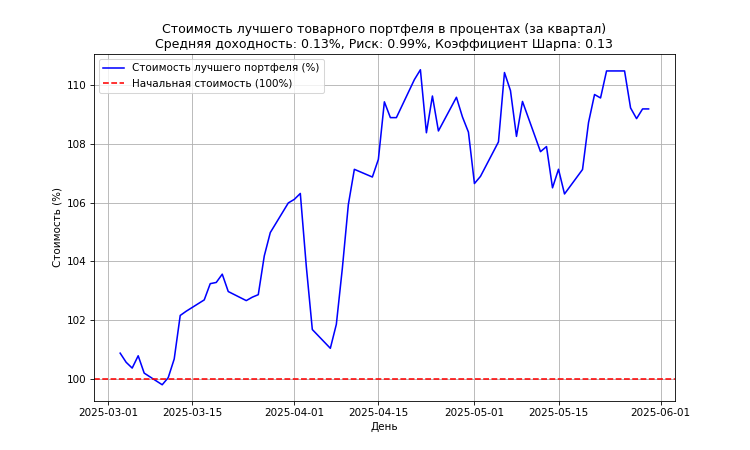 Стоимость лучшего товарного портфеля в процентах (за квартал)
Средняя доходность: 0.13%, Риск: 0.99%, Коэффициент Шарпа: 0.13
Стоимость лучшего портфеля (%)
Начальная стоимость (100%)
Стоимость (%)
110
108
106
104
102
100
2025-03-01
2025-03-15
2025-04-01
2025-04-15
2025-05-01
2025-05-15
2025-06-01
День